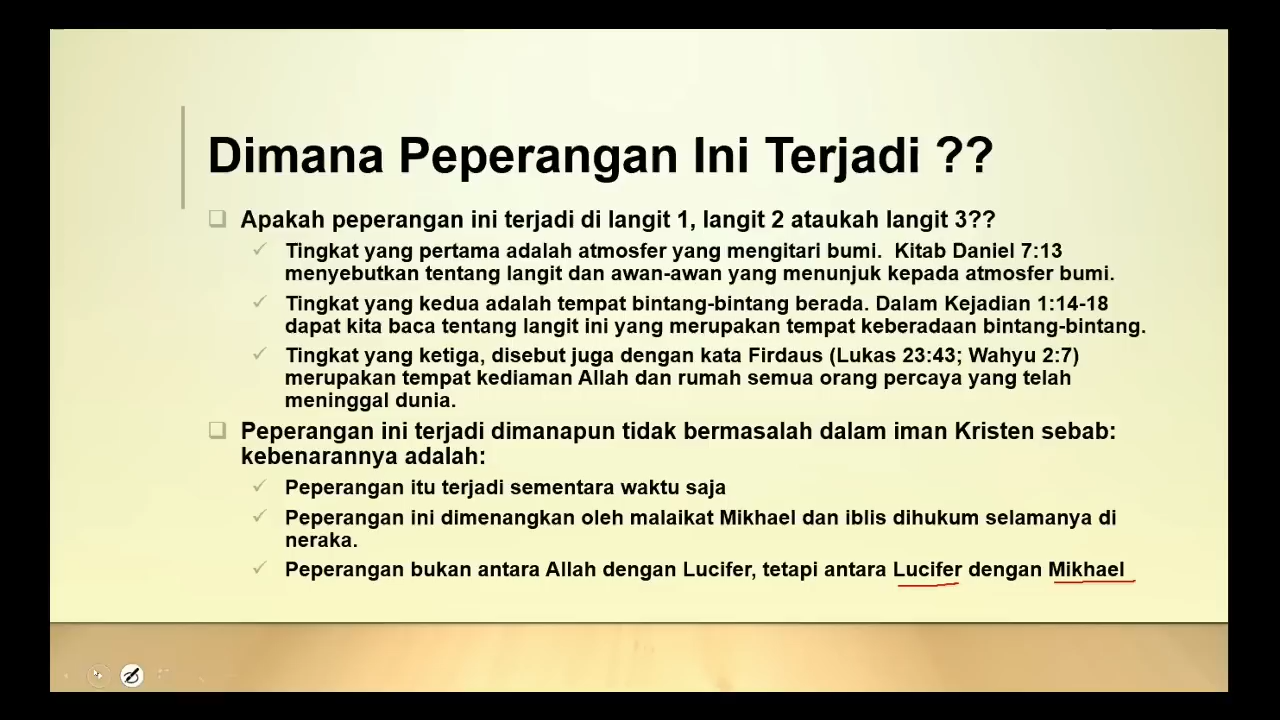 Dimana Peperangan Ini Terjadi ??
Apakah peperangan ini terjadi di langit 1, langit 2 ataukah langit 3??
Tingkat yang pertama adalah atmosfer yang mengitari bumi. Kitab Daniel 7:13
menyebutkan tentang langit dan awan-awan yang menunjuk kepada atmosfer bumi.
Tingkat yang kedua adalah tempat bintang-bintang berada. Dalam Kejadian 1:14-18
dapat kita baca tentang langit ini yang merupakan tempat keberadaan bintang-bintang.
Tingkat yang ketiga, disebut juga dengan kata Firdaus (Lukas 23:43; Wahyu 2:7)
merupakan tempat kediaman Allah dan rumah semua orang percaya yang telah
meninggal dunia.
Peperangan ini terjadi dimanapun tidak bermasalah dalam iman Kristen sebab:
kebenarannya adalah:
Peperangan itu terjadi sementara waktu saja
Peperangan ini dimenangkan oleh malaikat Mikhael dan iblis dihukum selamanya di
neraka.
Peperangan bukan antara Allah dengan Lucifer, tetapi antara Lucifer dengan Mikhael